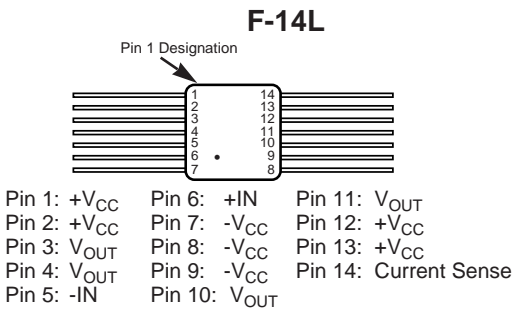 F-14L
Pin 1 Designation
1 14
2 13
3 12
4 11
5 10
6 9
7 8
Pin 1: +VCC Pin 6: +IN Pin 11: VOUT
Pin 2: +VCC Pin 7: -VCC Pin 12: +VCC
Pin 3: VOUT Pin 8: -VCC Pin 13: +VCC
Pin 4: VOUT Pin 9: -VCC Pin 14: Current Sense
Pin 5: -IN Pin 10: VOUT